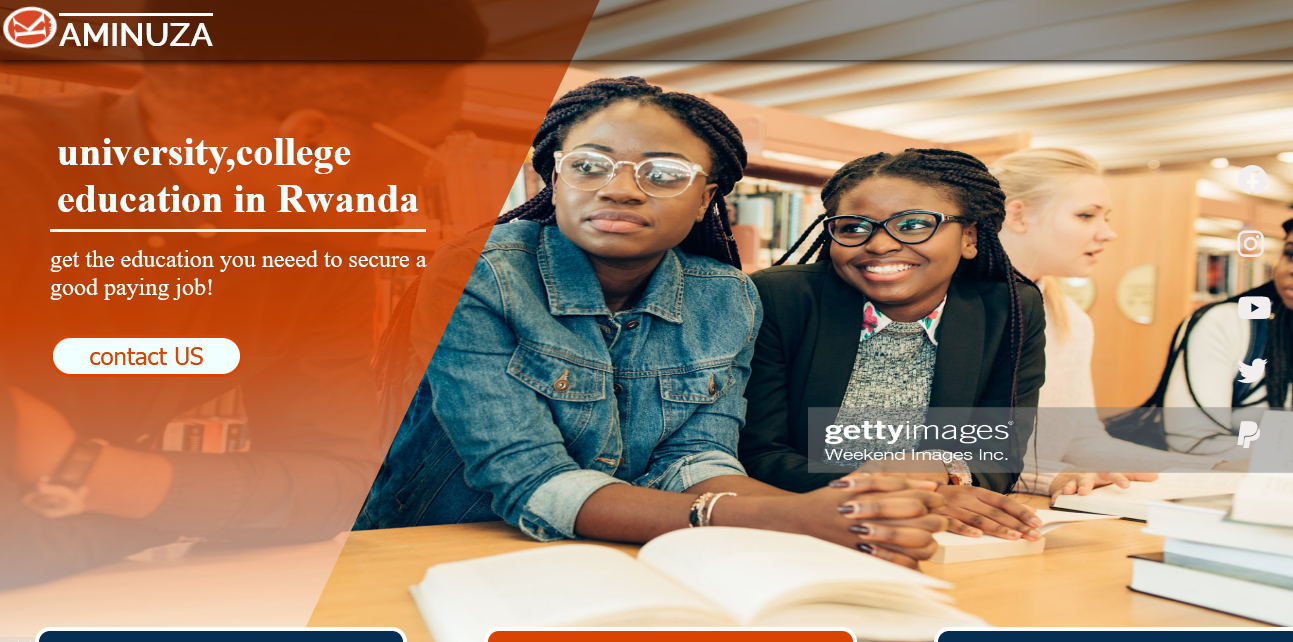 AMINUZA
university,college
education in Rwanda
get the education you neeed to secure a
good paying job!
contact US
gettyimages®
Weekend Images Inc.